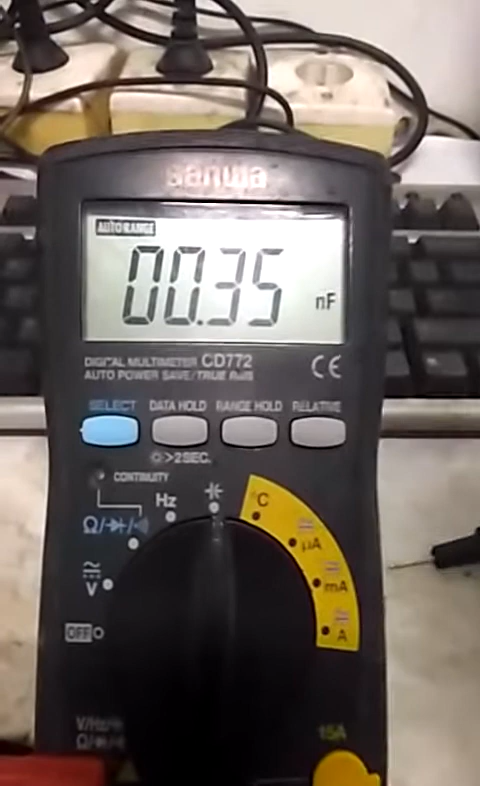 sanwa
AUTO RANGE
00.35 nF
DIGITAL MULTIMETER CD772
AUTO POWER SAVE/TRUE RMS
CE
SELECT DATA HOLD RANGE HOLD RELATIVE
>2SEC.
CONTINUITY
Hz
°C
Ω/
μA
V
mA
OFF
A
V/Hz/
Ω/
15A